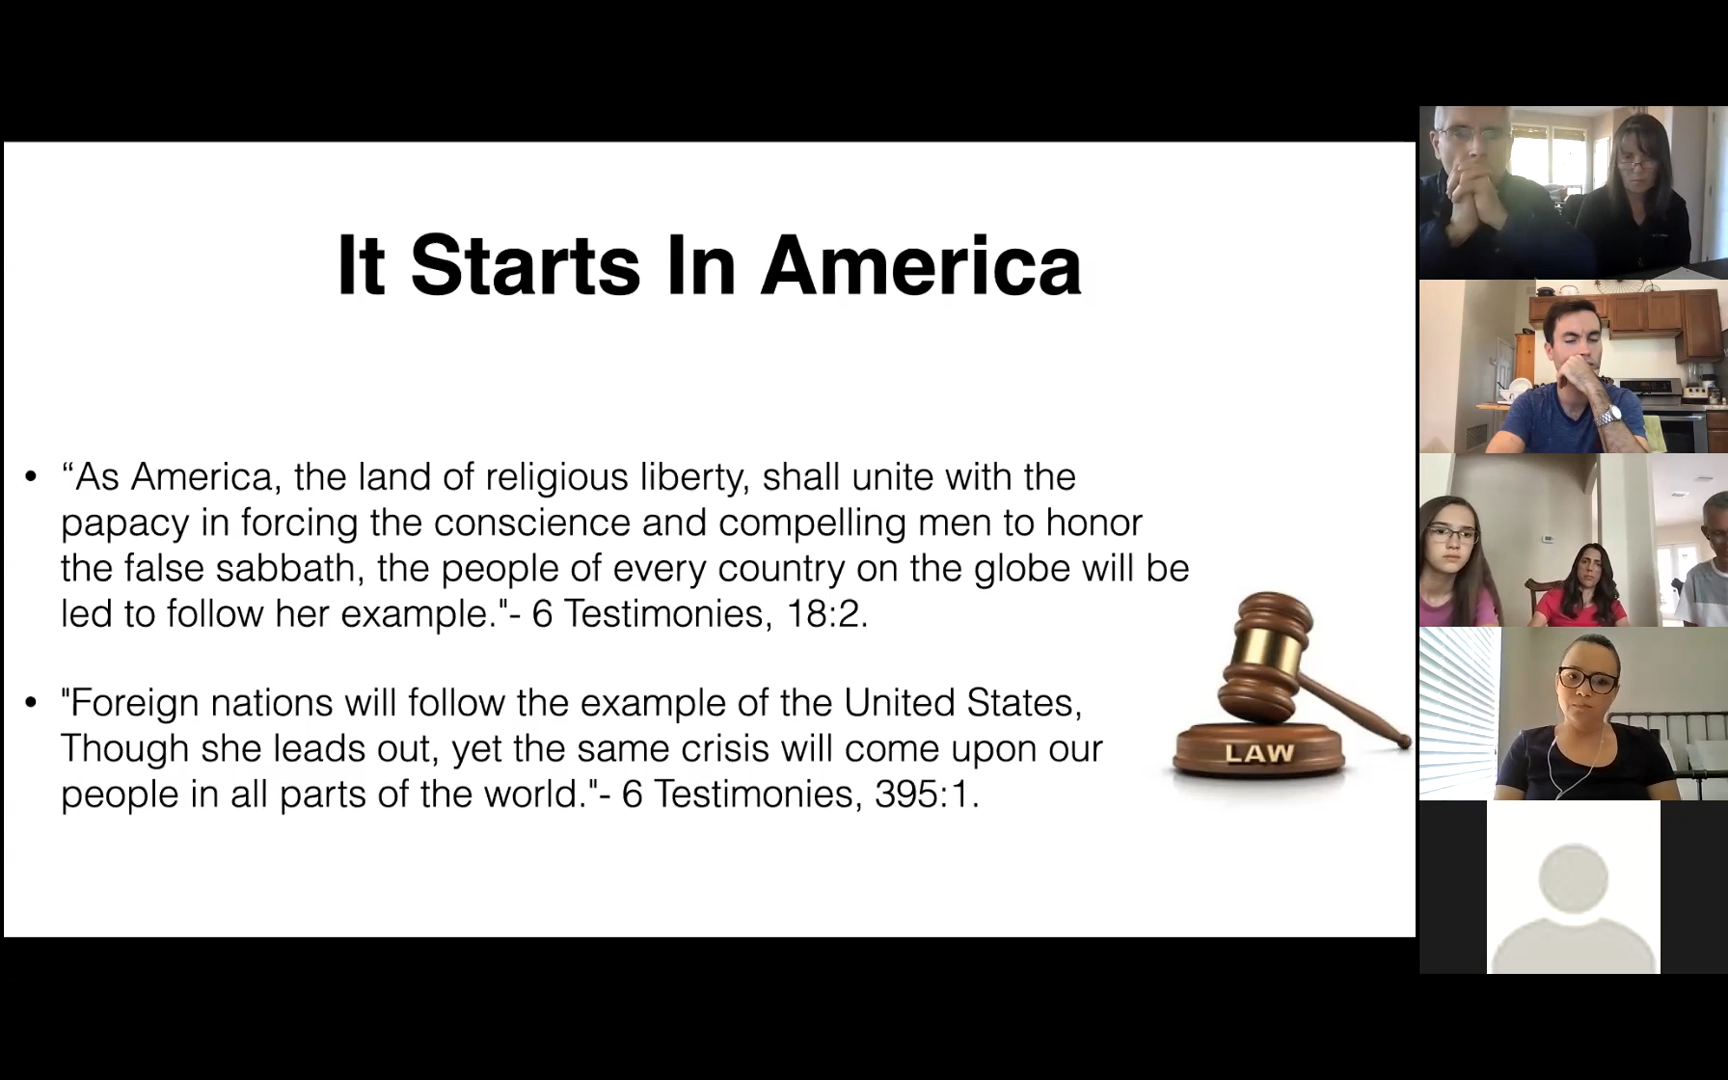 It Starts In America
• “As America, the land of religious liberty, shall unite with the
papacy in forcing the conscience and compelling men to honor
the false sabbath, the people of every country on the globe will be
led to follow her example."- 6 Testimonies, 18:2.
• "Foreign nations will follow the example of the United States,
Though she leads out, yet the same crisis will come upon our
people in all parts of the world."- 6 Testimonies, 395:1.
LAW